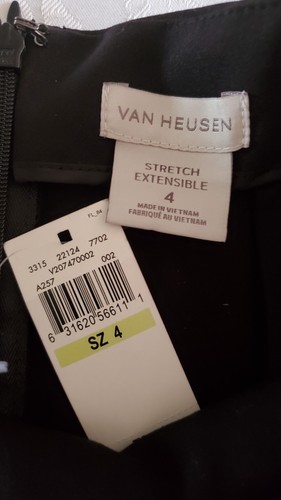 VAN HEUSEN
STRETCH
EXTENSIBLE
4
MADE IN VIETNAM
FABRIQUÉ AU VIETNAM
FL_54
3315 22124 7702
V207470002
A257 002
6 31620 56611 1
SZ 4